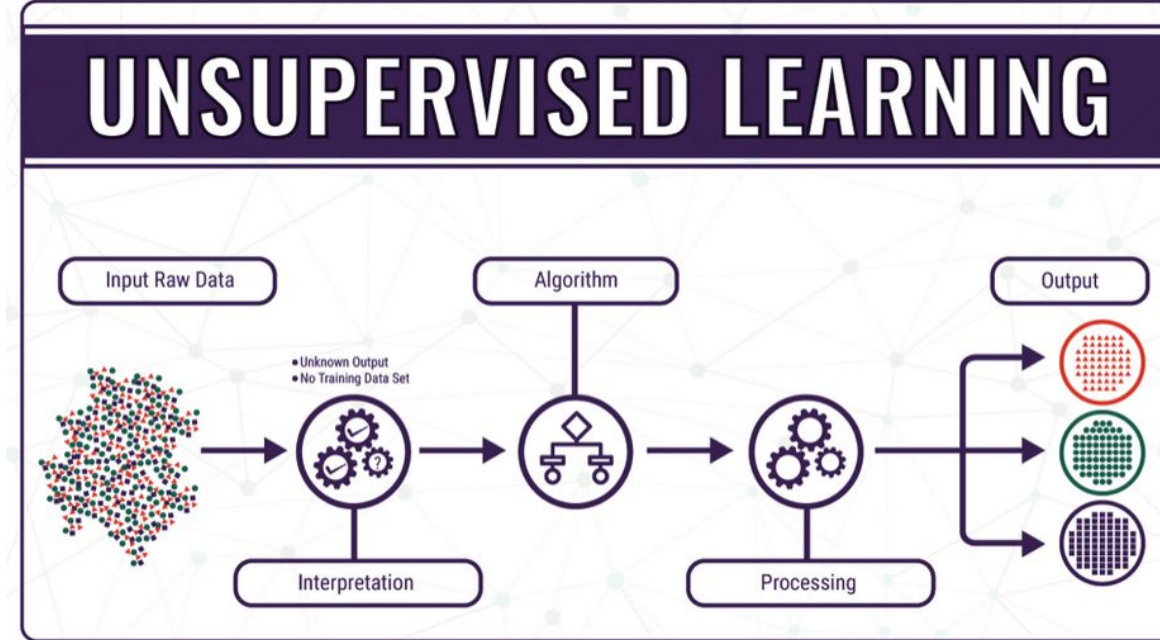 UNSUPERVISED LEARNING
Input Raw Data
Algorithm
Output
• Unknown Output
• No Training Data Set
?
Interpretation
Processing